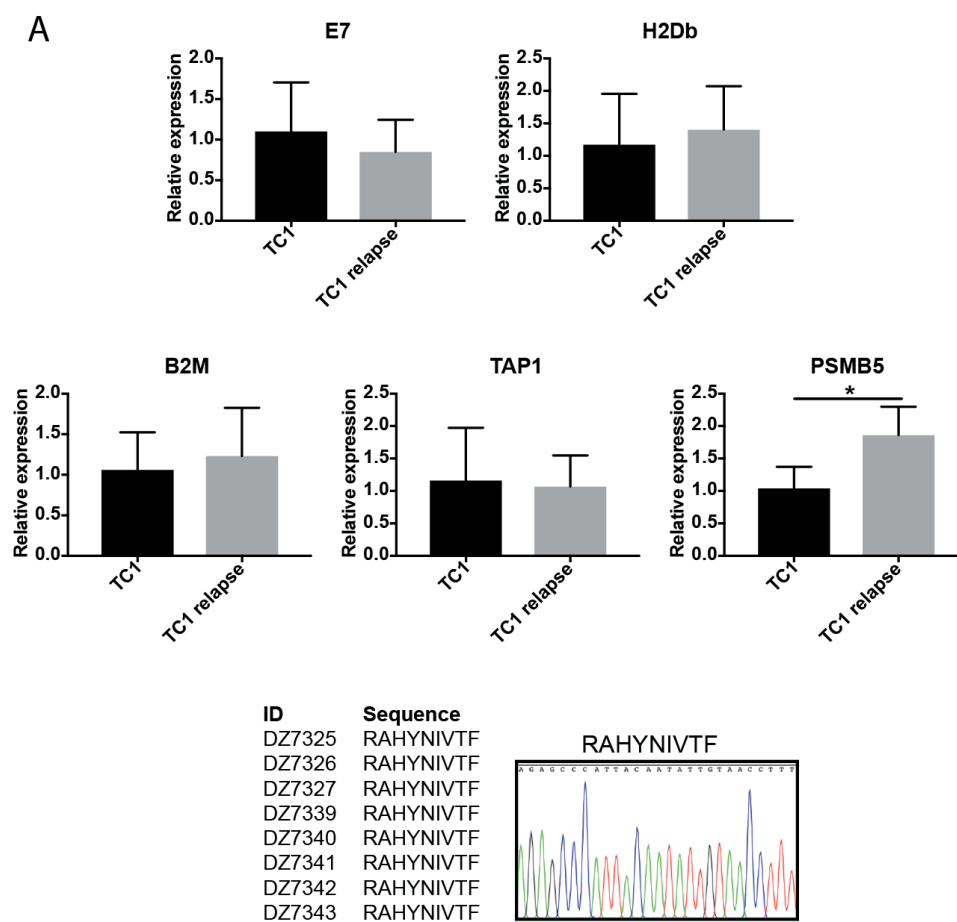 A
E7
H2Db
Relative expression
2.0
1.5
1.0
0.5
0.0
TC1
TC1 relapse
Relative expression
2.5
2.0
1.5
1.0
0.5
0.0
TC1
TC1 relapse
B2M
TAP1
PSMB5
Relative expression
2.0
1.5
1.0
0.5
0.0
TC1
TC1 relapse
Relative expression
2.5
2.0
1.5
1.0
0.5
0.0
TC1
TC1 relapse
Relative expression
2.5
2.0
1.5
1.0
0.5
0.0
*
TC1
TC1 relapse
ID Sequence
DZ7325 RAHYNIVTF
DZ7326 RAHYNIVTF
DZ7327 RAHYNIVTF
DZ7339 RAHYNIVTF
DZ7340 RAHYNIVTF
DZ7341 RAHYNIVTF
DZ7342 RAHYNIVTF
DZ7343 RAHYNIVTF
RAHYNIVTF
A G A G C C C A T T A C A A T A T T G T A A C C T T T